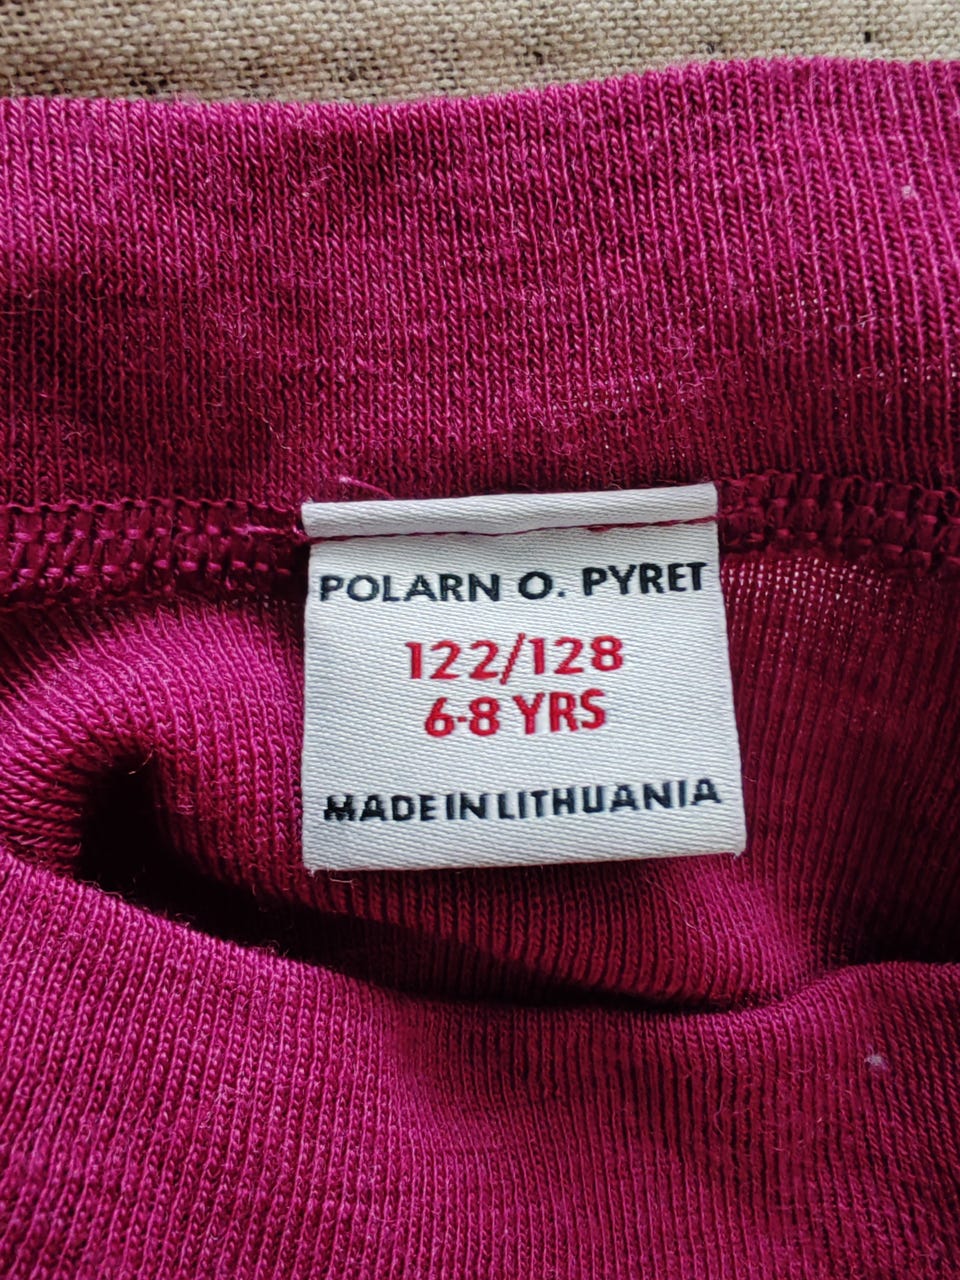 POLARN O. PYRET
122/128
6-8 YRS
MADE IN LITHUANIA